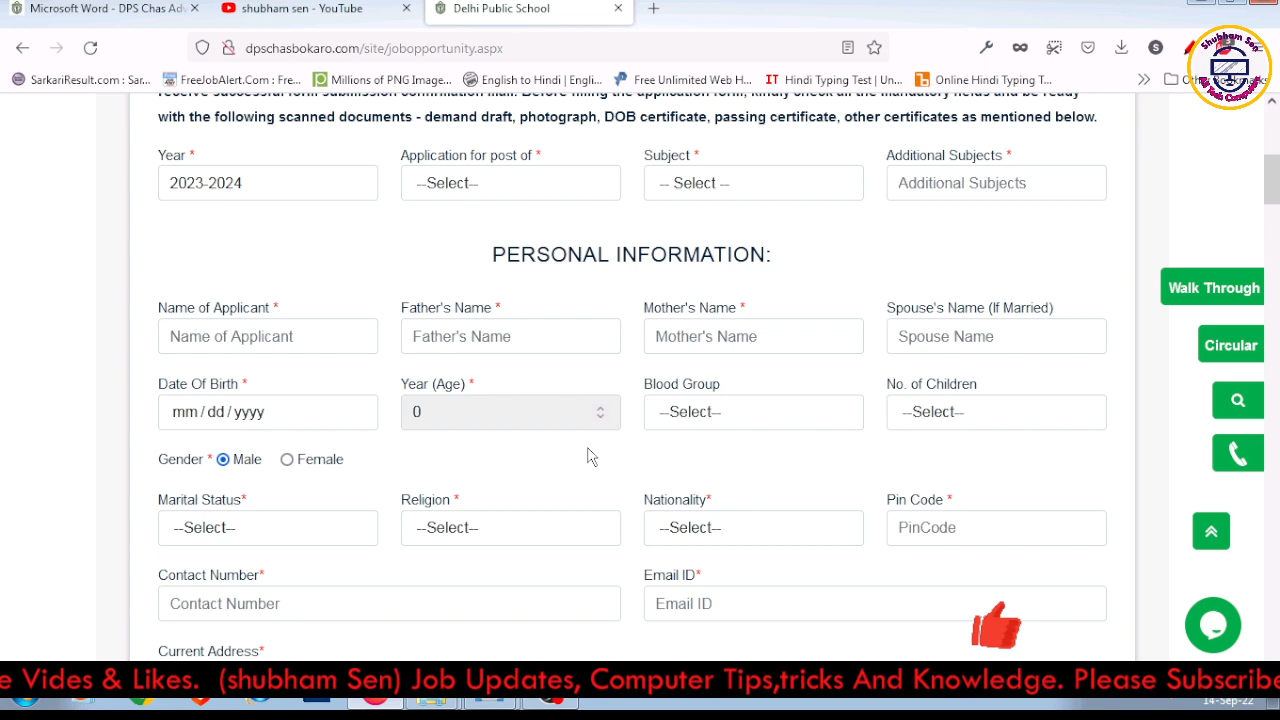 Microsoft Word - DPS Chas Adv
shubham sen - YouTube
Delhi Public School
dpschasbokaro.com/site/jobopportunity.aspx
SarkariResult.com : Sar...
FreeJobAlert.Com : Fre...
Millions of PNG Image...
English to Hindi | Engli...
Free Unlimited Web H...
Hindi Typing Test | Un...
Online Hindi Typing T...
Shubham Sen
with the following scanned documents - demand draft, photograph, DOB certificate, passing certificate, other certificates as mentioned below.
Year *
Application for post of *
Subject *
Additional Subjects *
2023-2024
--Select--
-- Select --
Additional Subjects
PERSONAL INFORMATION:
Name of Applicant *
Father's Name *
Mother's Name *
Spouse's Name (If Married)
Name of Applicant
Father's Name
Mother's Name
Spouse Name
Date Of Birth *
Year (Age) *
Blood Group
No. of Children
mm / dd / yyyy
0
--Select--
--Select--
Gender * Male Female
Marital Status*
Religion *
Nationality*
Pin Code *
--Select--
--Select--
--Select--
PinCode
Contact Number*
Email ID*
Contact Number
Email ID
Current Address*
Walk Through
Circular
e Videos & Likes. (shubham Sen) Job Updates, Computer Tips,tricks And Knowledge. Please Subscribe
14-Sep-22